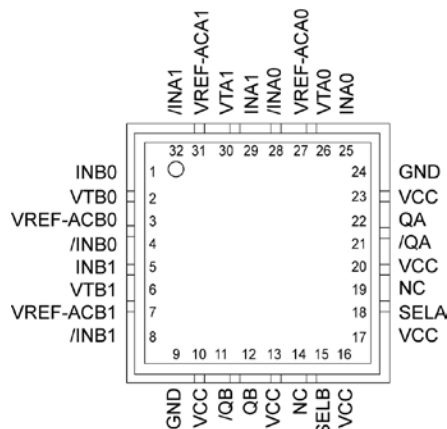 /INA1 VREF-ACA1 VTA1 INA1 /INA0 VREF-ACA0 VTA0 INA0
32 31 30 29 28 27 26 25
INB0 1 24 GND
VTB0 2 23 VCC
VREF-ACB0 3 22 QA
/INB0 4 21 /QA
INB1 5 20 VCC
VTB1 6 19 NC
VREF-ACB1 7 18 SELA
/INB1 8 17 VCC
9 10 11 12 13 14 15 16
GND VCC /QB QB VCC NC SELB VCC